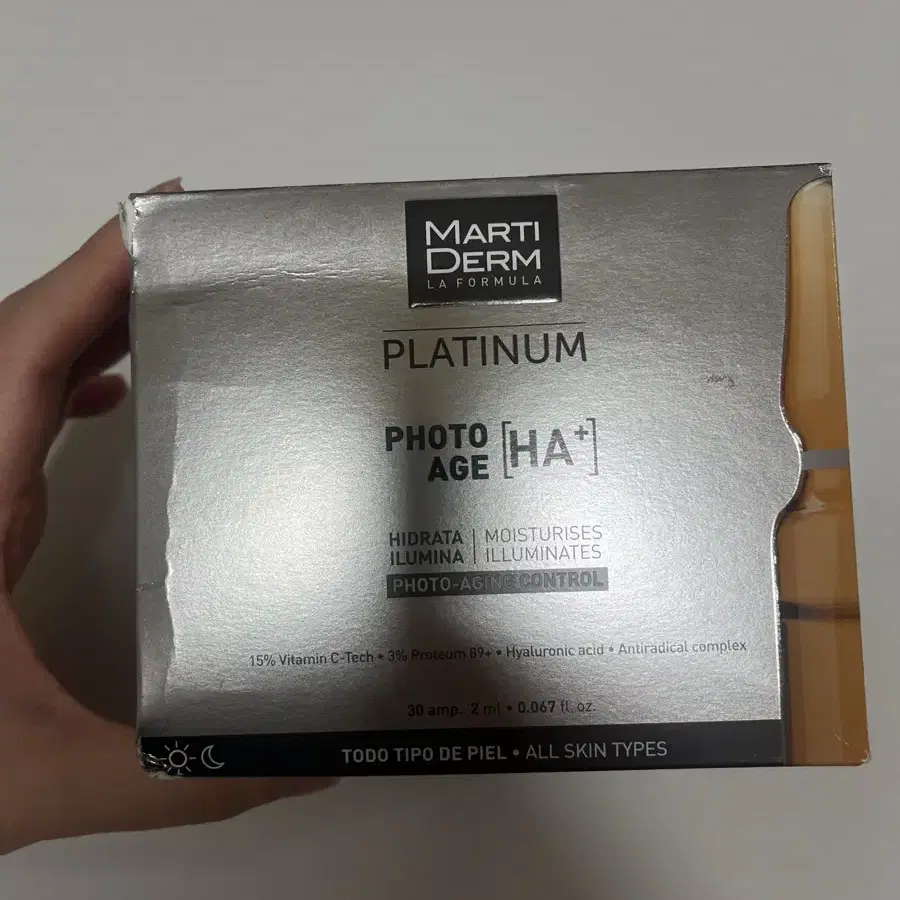 MARTI
DERM
LA FORMULA
PLATINUM
PHOTO
AGE [HA+]
HIDRATA | MOISTURISES
ILUMINA | ILLUMINATES
PHOTO-AGING CONTROL
15% Vitamin C-Tech • 3% Proteum 89+ • Hyaluronic acid • Antiradical complex
30 amp. 2 ml • 0.067 fl. oz.
TODO TIPO DE PIEL • ALL SKIN TYPES